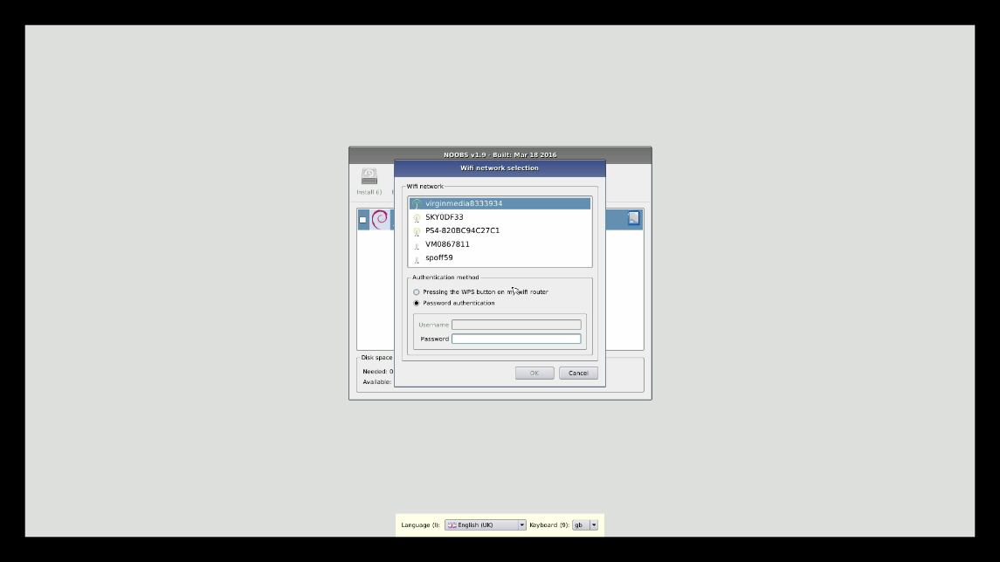 NOOBS v1.9 - Built: Mar 18 2016
Wifi network selection
Install (i)
Wifi network
virginmedia8333934
SKY0DF33
PS4-820BC94C27C1
VM0867811
spoff59
Authentication method
Pressing the WPS button on my wifi router
Password authentication
Username
Password
Disk space
Needed: 0
Available:
OK
Cancel
Language (l): English (UK) Keyboard (9): gb